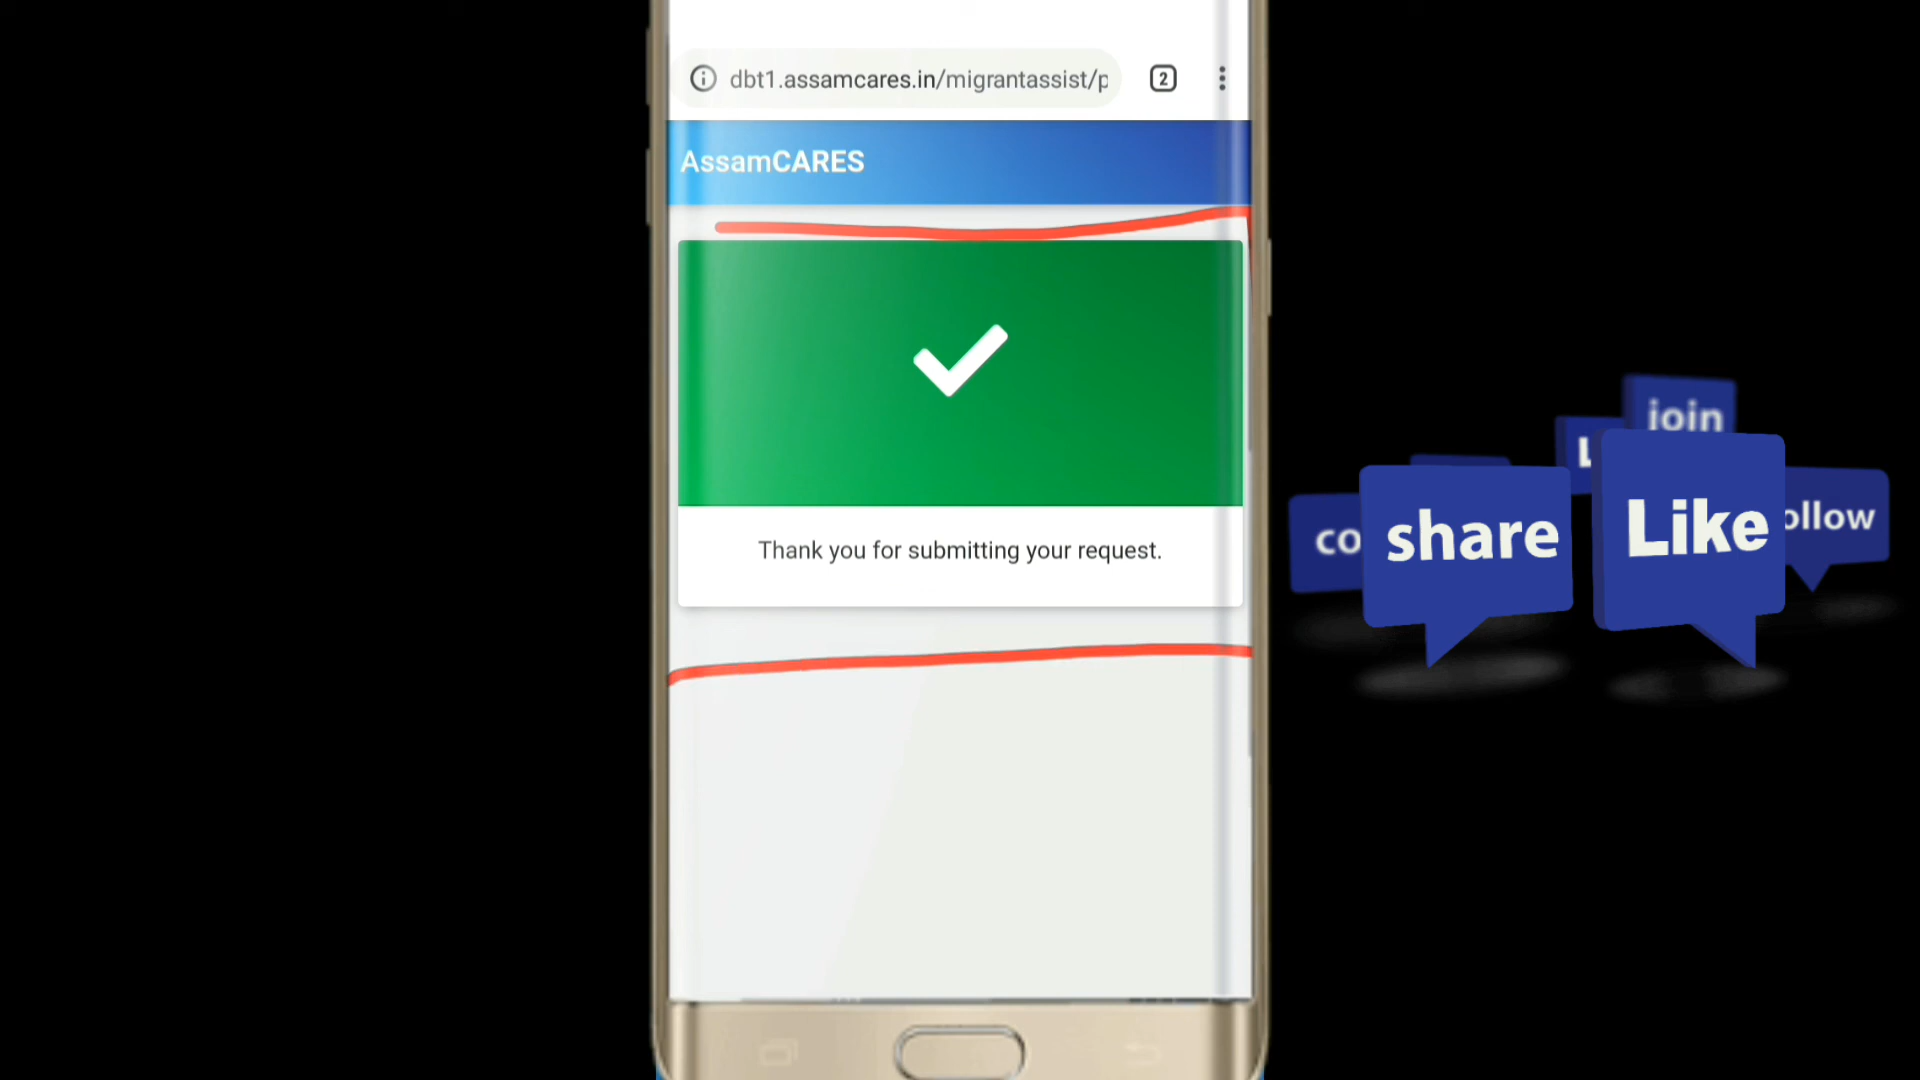 dbt1.assamcares.in/migrantassist/p
2
AssamCARES
Thank you for submitting your request.
join
L
co
share
Like
ollow